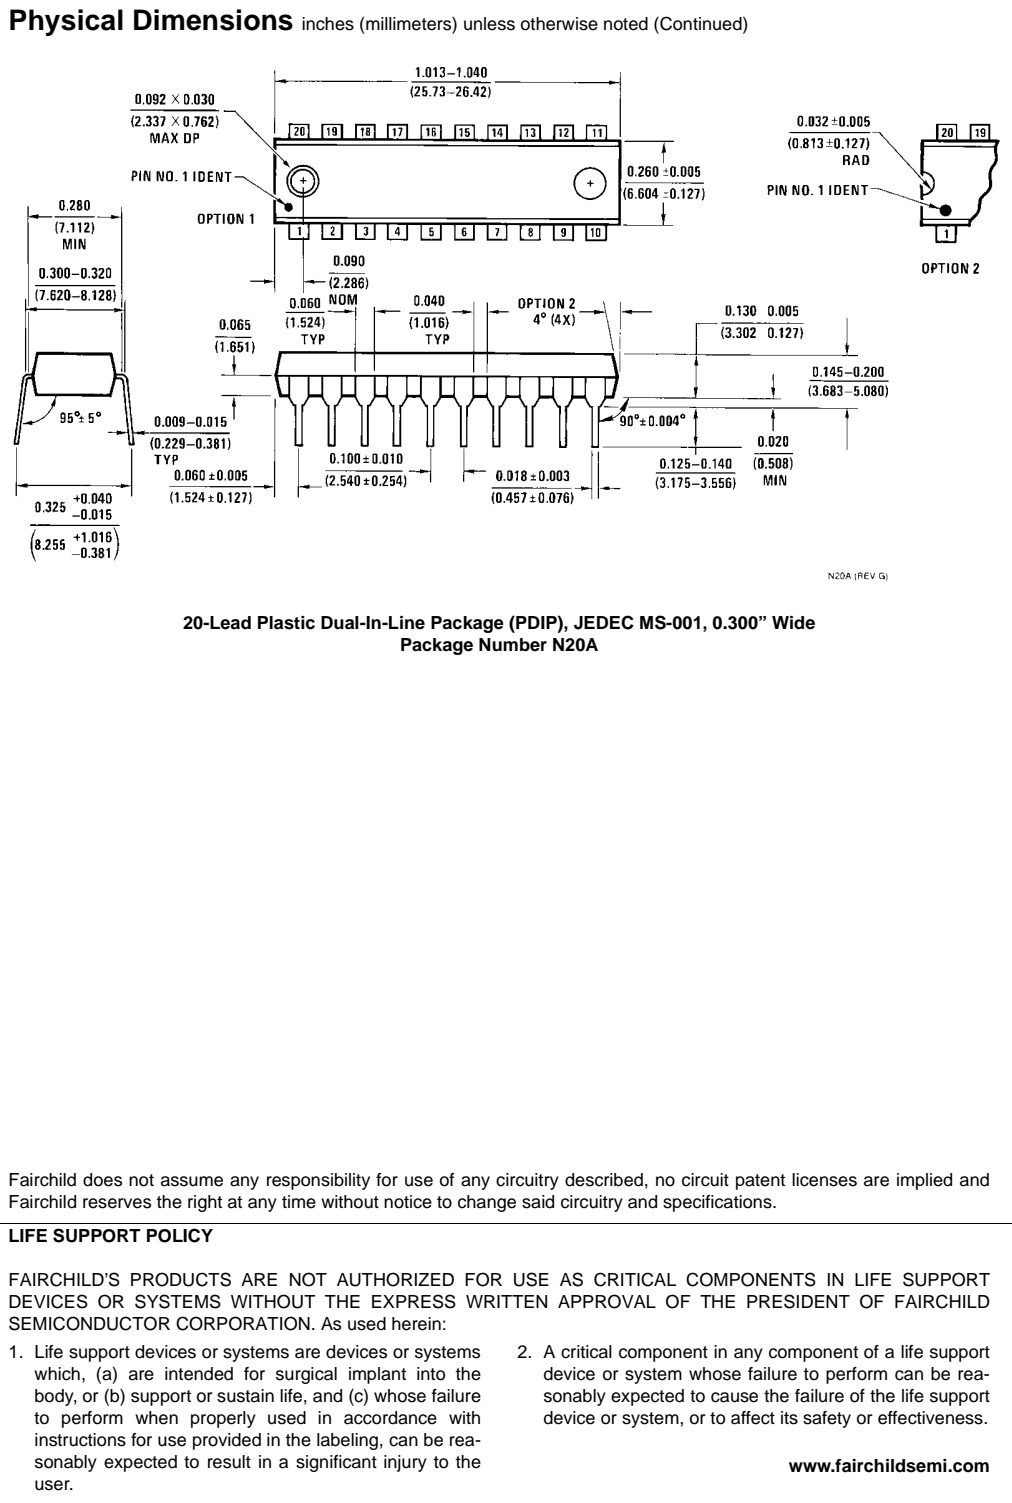 Physical Dimensions inches (millimeters) unless otherwise noted (Continued)
1.013–1.040
(25.73–26.42)
0.092 × 0.030
(2.337 × 0.762)
MAX DP
20 19 18 17 16 15 14 13 12 11
0.032 ±0.005
(0.813 ±0.127)
RAD
20 19
PIN NO. 1 IDENT
0.260 ±0.005
(6.604 ±0.127)
PIN NO. 1 IDENT
0.280
(7.112)
MIN
OPTION 1
1 2 3 4 5 6 7 8 9 10
1
OPTION 2
0.090
(2.286)
NOM
0.300–0.320
(7.620–8.128)
0.060
(1.524)
TYP
0.040
(1.016)
TYP
OPTION 2
4° (4X)
0.130 0.005
(3.302 0.127)
0.065
(1.651)
0.145–0.200
(3.683–5.080)
95°± 5°
0.009–0.015
(0.229–0.381)
TYP
90°±0.004°
0.020
(0.508)
MIN
0.100±0.010
(2.540±0.254)
0.125–0.140
(3.175–3.556)
0.060 ±0.005
(1.524 ±0.127)
0.018 ±0.003
(0.457 ±0.076)
0.325 +0.040
–0.015
(8.255 +1.016
–0.381)
N20A (REV G)
20-Lead Plastic Dual-In-Line Package (PDIP), JEDEC MS-001, 0.300” Wide
Package Number N20A
Fairchild does not assume any responsibility for use of any circuitry described, no circuit patent licenses are implied and
Fairchild reserves the right at any time without notice to change said circuitry and specifications.
LIFE SUPPORT POLICY
FAIRCHILD’S PRODUCTS ARE NOT AUTHORIZED FOR USE AS CRITICAL COMPONENTS IN LIFE SUPPORT
DEVICES OR SYSTEMS WITHOUT THE EXPRESS WRITTEN APPROVAL OF THE PRESIDENT OF FAIRCHILD
SEMICONDUCTOR CORPORATION. As used herein:
1. Life support devices or systems are devices or systems
which, (a) are intended for surgical implant into the
body, or (b) support or sustain life, and (c) whose failure
to perform when properly used in accordance with
instructions for use provided in the labeling, can be rea-
sonably expected to result in a significant injury to the
user.
2. A critical component in any component of a life support
device or system whose failure to perform can be rea-
sonably expected to cause the failure of the life support
device or system, or to affect its safety or effectiveness.
www.fairchildsemi.com